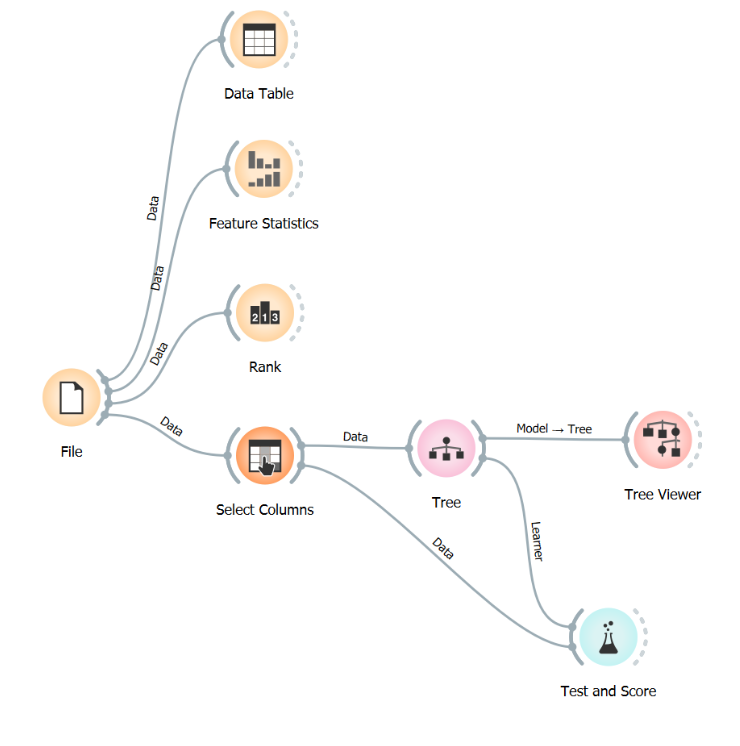 Data Table
Data
Feature Statistics
Data
2 1 3
Rank
Data
File
Data
Select Columns
Data
Tree
Model → Tree
Tree Viewer
Learner
Data
Test and Score